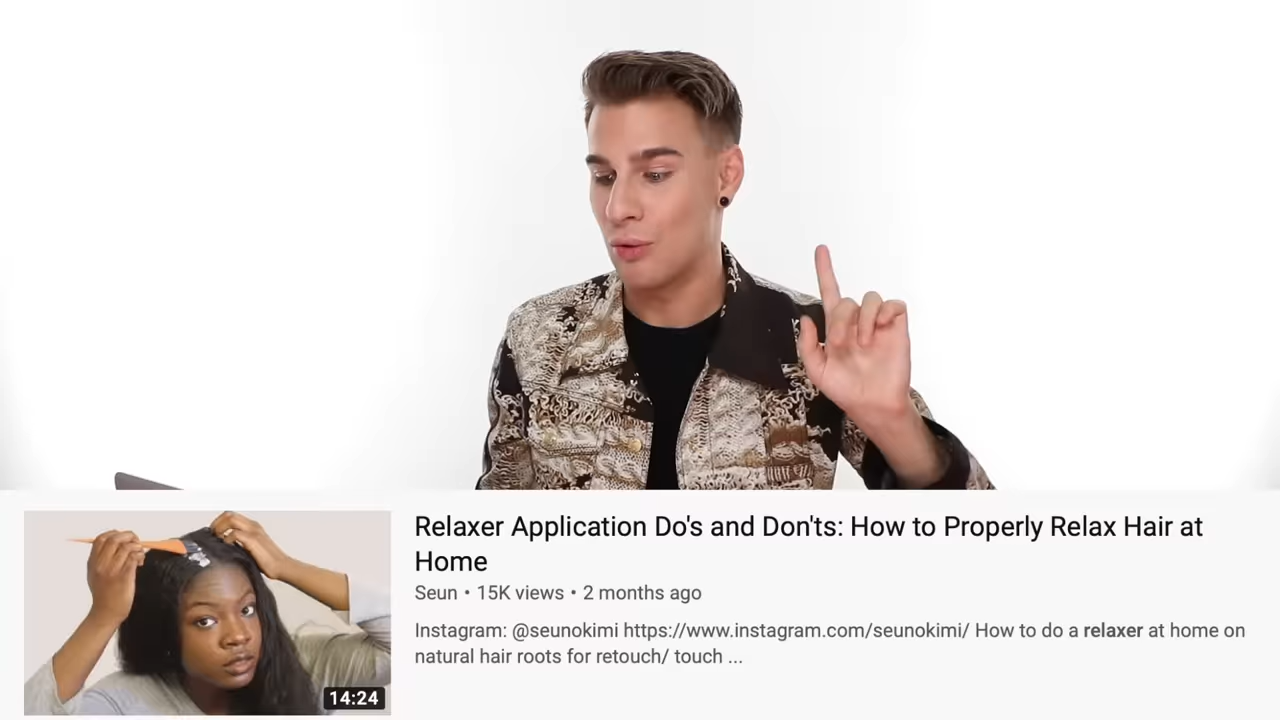 Relaxer Application Do's and Don'ts: How to Properly Relax Hair at
Home
Seun • 15K views • 2 months ago
Instagram: @seunokimi https://www.instagram.com/seunokimi/ How to do a relaxer at home on
natural hair roots for retouch/ touch ...
14:24